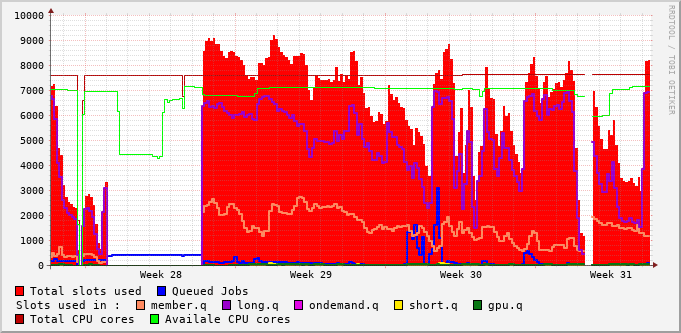 10000
9000
8000
7000
6000
5000
4000
3000
2000
1000
0
Week 28 Week 29 Week 30 Week 31
RRDTOOL / TOBI OETIKER
Total slots used Queued Jobs
Slots used in : member.q long.q ondemand.q short.q gpu.q
Total CPU cores Availale CPU cores